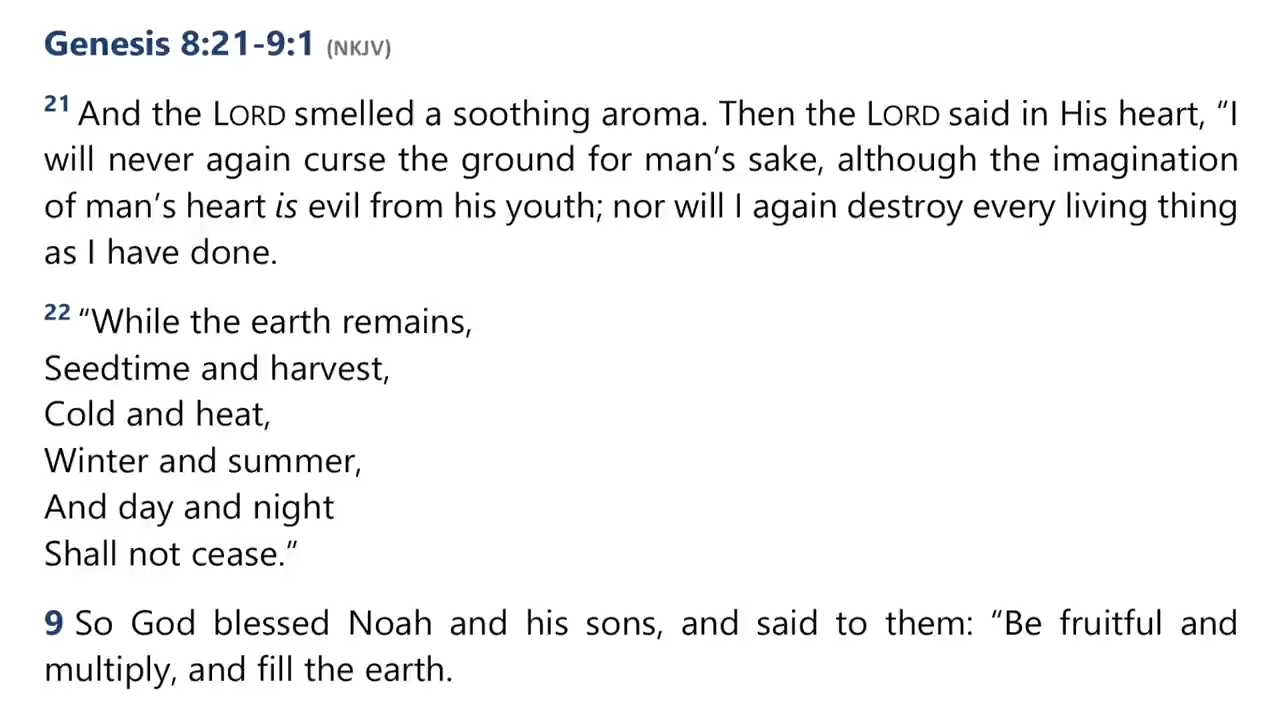 Genesis 8:21-9:1 (NKJV)
21 And the LORD smelled a soothing aroma. Then the LORD said in His heart, “I
will never again curse the ground for man’s sake, although the imagination
of man’s heart is evil from his youth; nor will I again destroy every living thing
as I have done.
22 “While the earth remains,
Seedtime and harvest,
Cold and heat,
Winter and summer,
And day and night
Shall not cease.”
9 So God blessed Noah and his sons, and said to them: “Be fruitful and
multiply, and fill the earth.